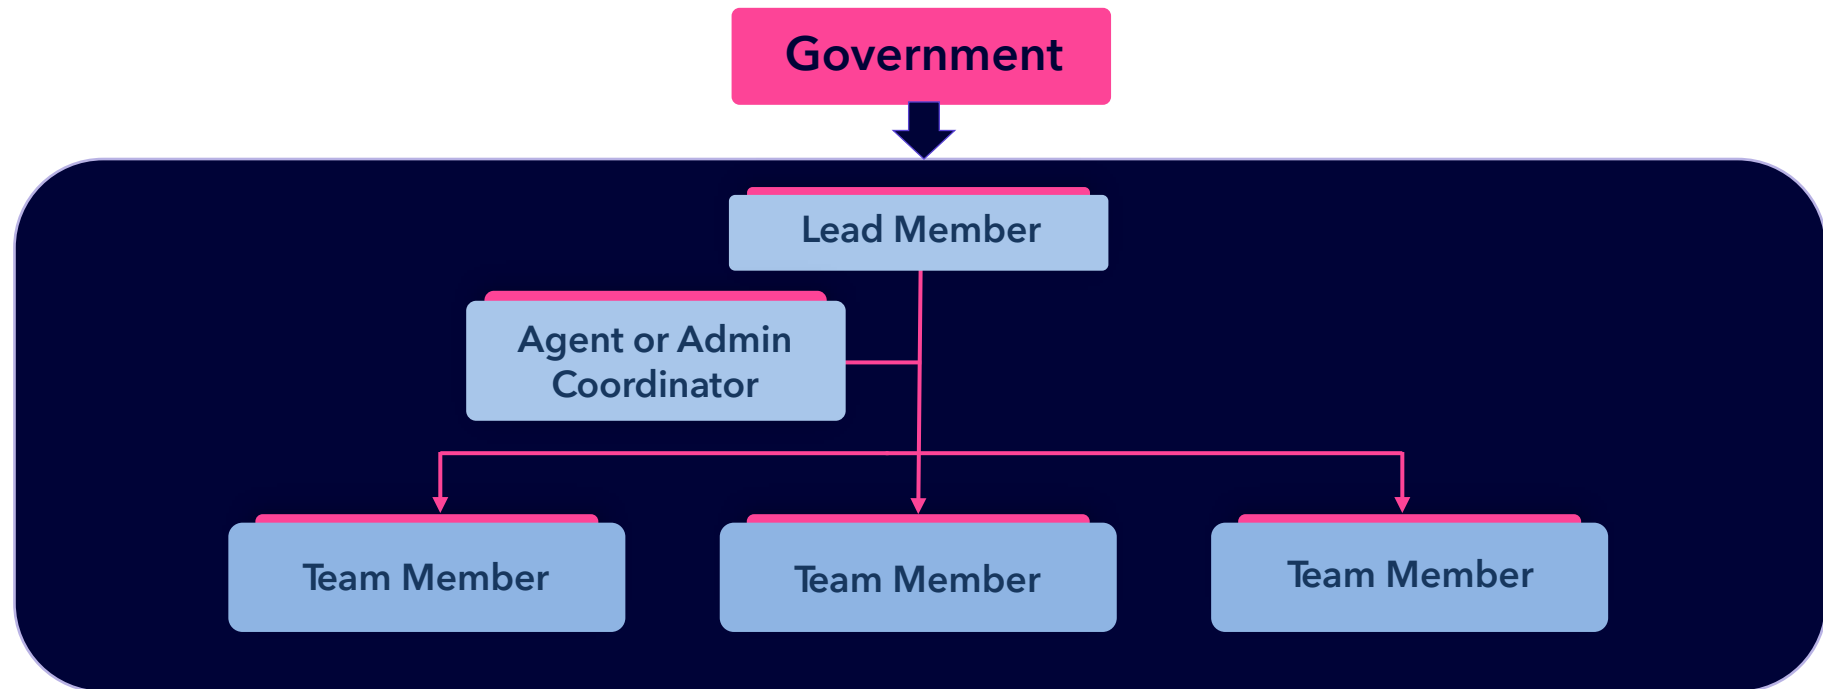 Government
Lead Member
Agent or Admin
Coordinator
Team Member
Team Member
Team Member